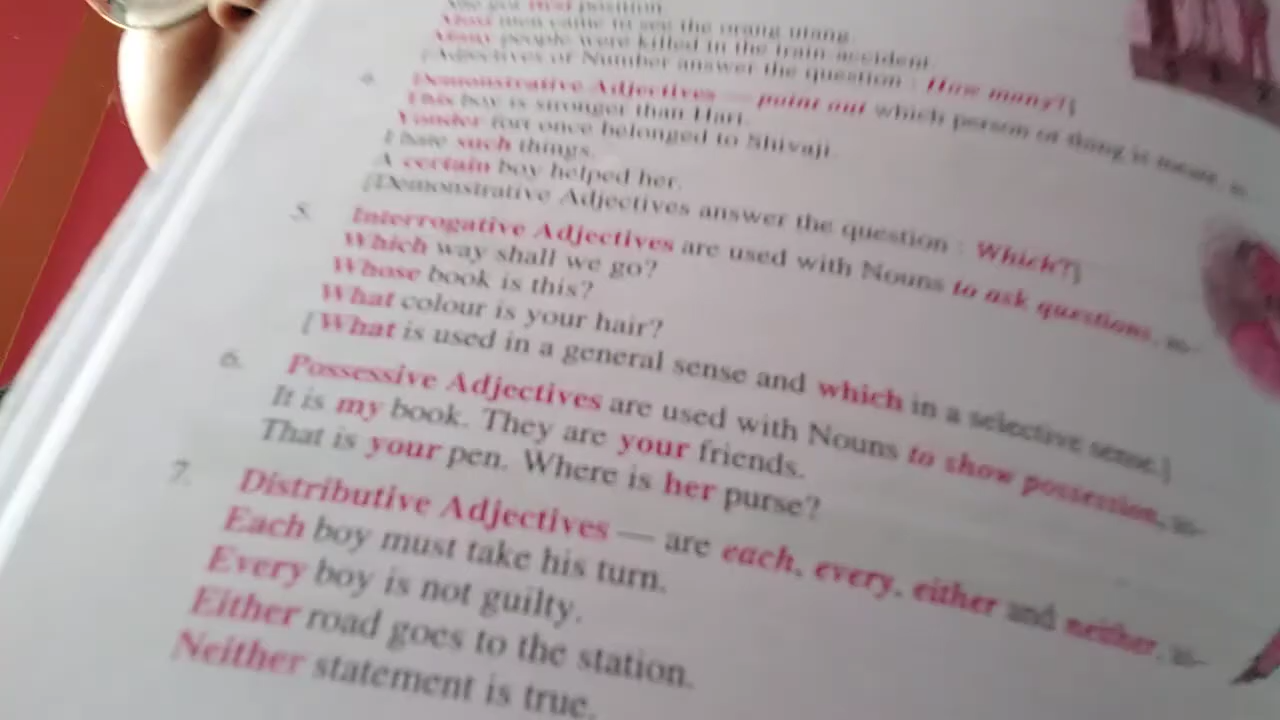 She got first position
Most men came to see the orang utang.
Many people were killed in the train accident.
[Adjectives of Number answer the question : How many?]
4. Demonstrative Adjectives — point out which person or thing is meant, as-
This boy is stronger than Hari.
Yonder fort once belonged to Shivaji.
I hate such things.
A certain boy helped her.
[Demonstrative Adjectives answer the question : Which?]
5. Interrogative Adjectives are used with Nouns to ask questions, as-
Which way shall we go?
Whose book is this?
What colour is your hair?
[What is used in a general sense and which in a selective sense.]
6. Possessive Adjectives are used with Nouns to show possession, as-
It is my book. They are your friends.
That is your pen. Where is her purse?
7. Distributive Adjectives — are each, every, either and neither, as-
Each boy must take his turn.
Every boy is not guilty.
Either road goes to the station.
Neither statement is true.